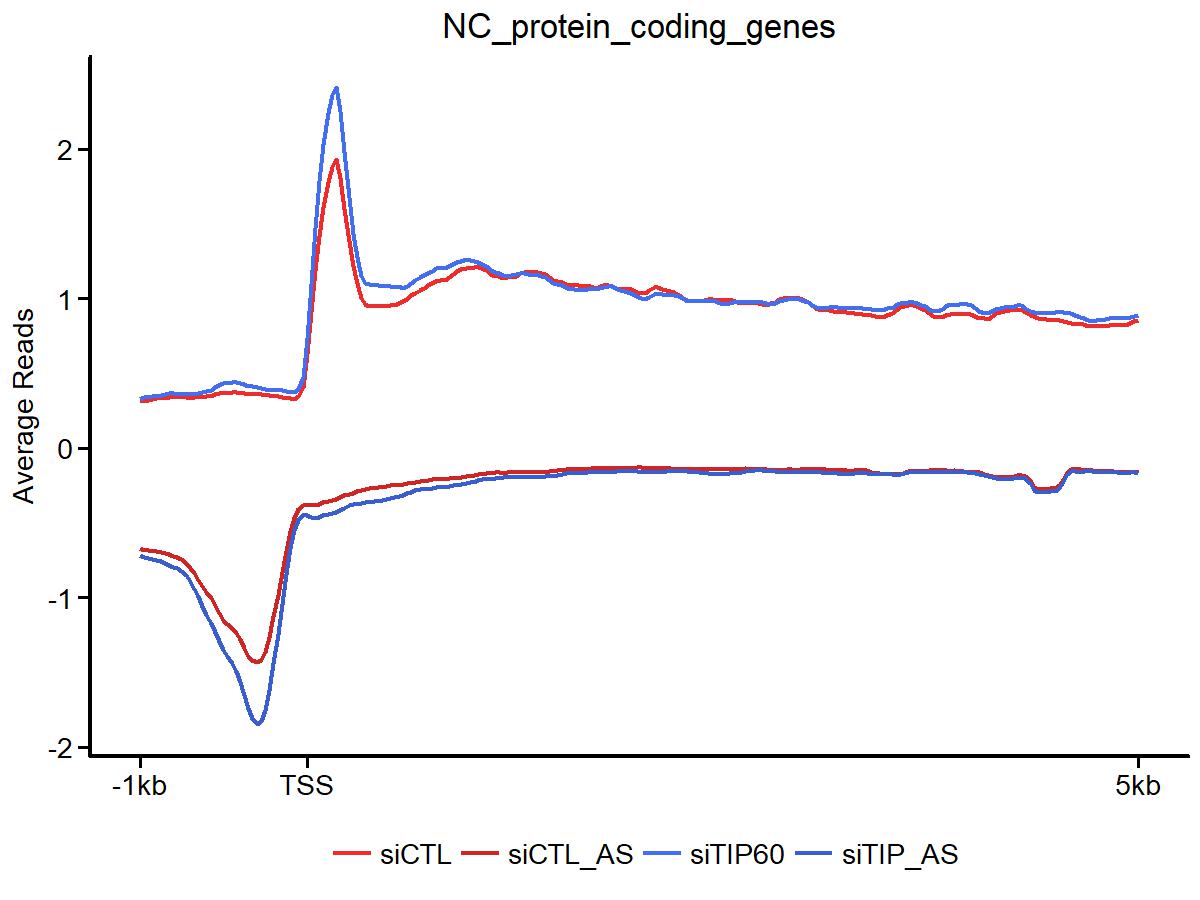 NC_protein_coding_genes
Average Reads
2
1
0
-1
-2
-1kb TSS 5kb
siCTL siCTL_AS siTIP60 siTIP_AS